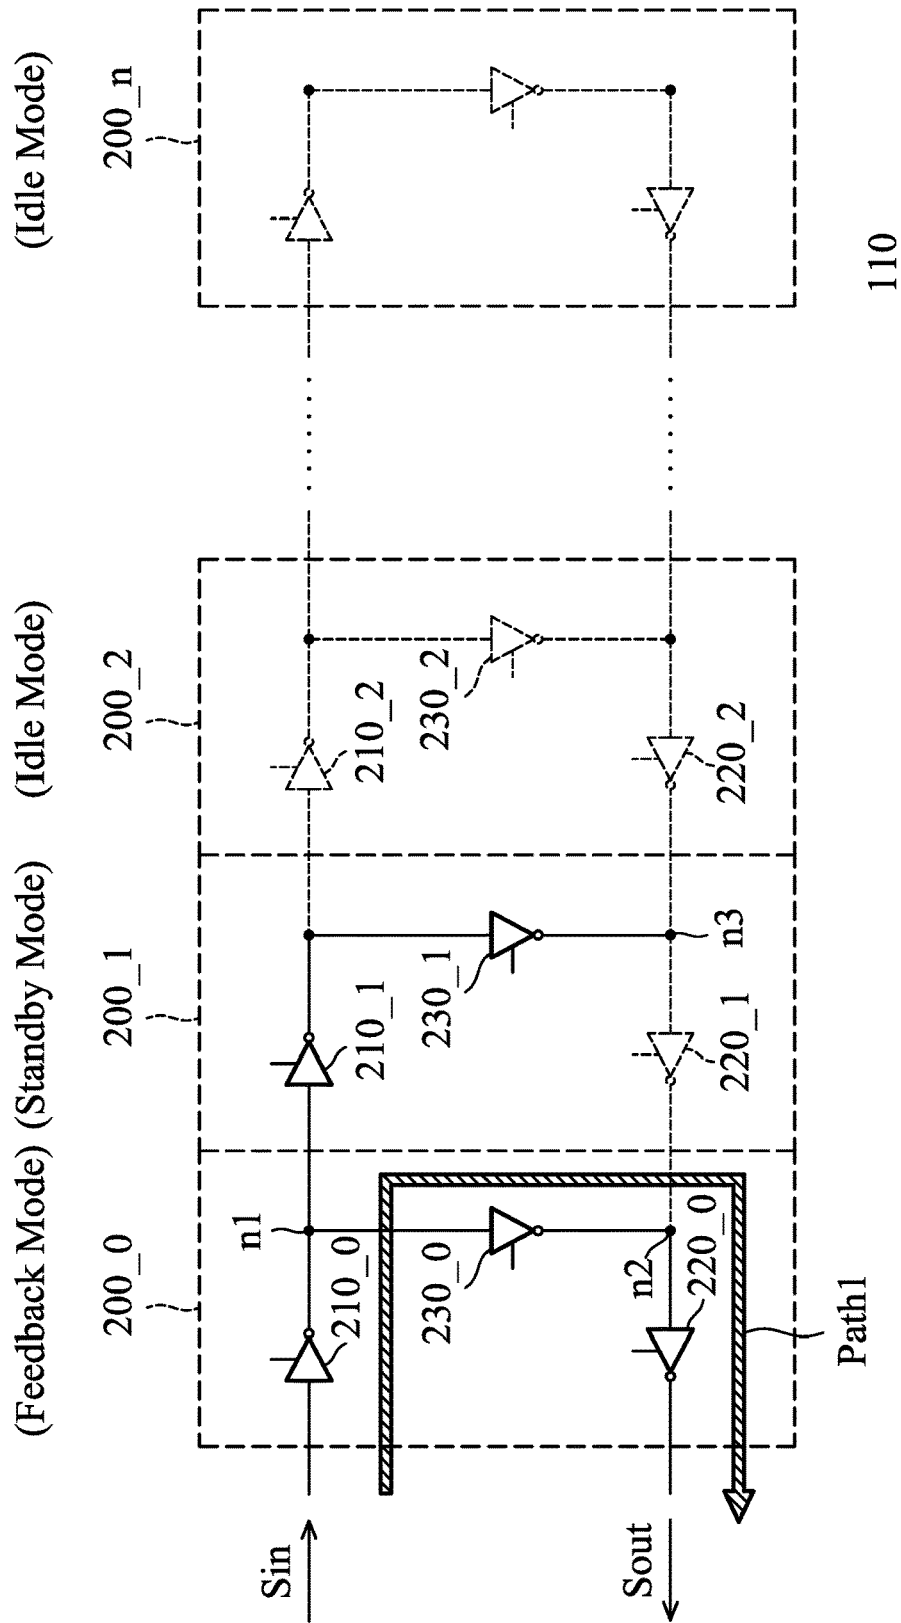 (Feedback Mode) (Standby Mode) (Idle Mode) (Idle Mode)
200_0 200_1 200_2 200_n
n1
Sin
210_0 210_1 210_2
230_0 230_1 230_2
n2
Sout
220_0 n3 220_1 220_2
Path1
110